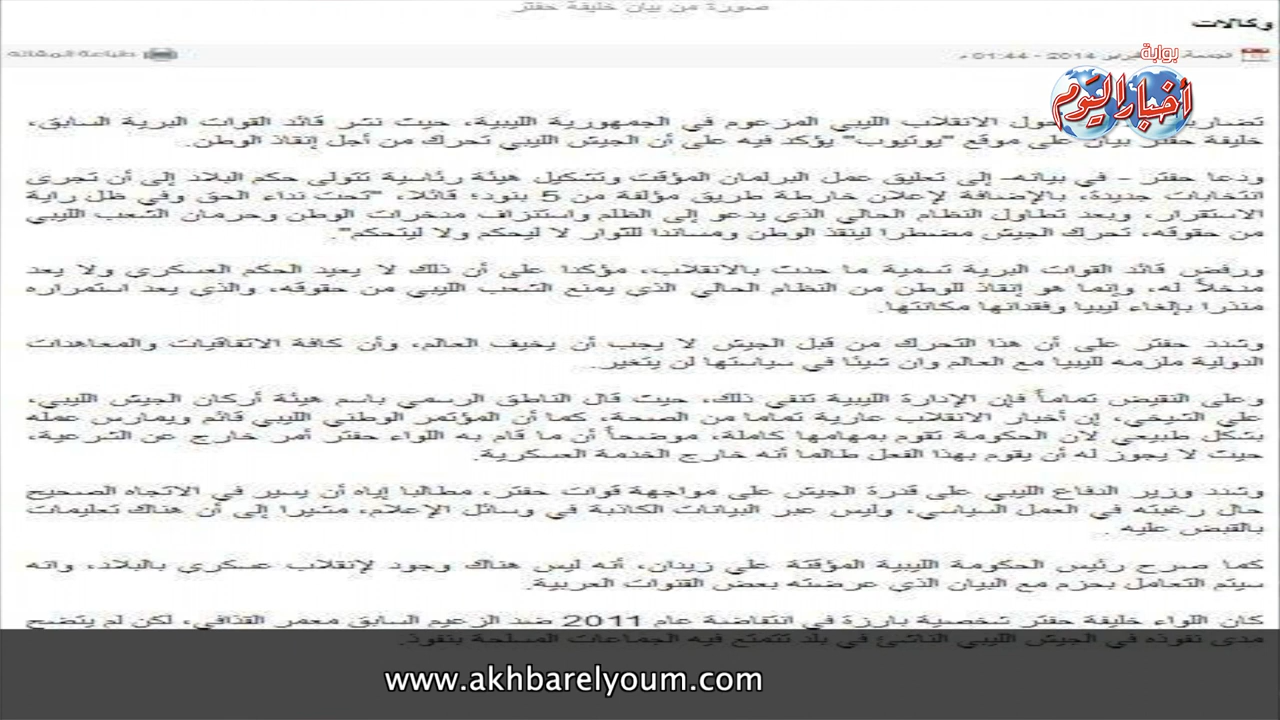 صورة من بيان خليفة حفتر
وكالات
الجمعة 2014 - 01:44 م
طباعة المقالة
بوابة
أخبار اليوم
تضاربت حول الانقلاب الليبي المزعوم في الجمهورية الليبية، حيث نشر قائد القوات البرية السابق،
خليفة حفتر بيان على موقع "يوتيوب" يؤكد فيه على أن الجيش الليبي تحرك من أجل إنقاذ الوطن.
ودعا حفتر - في بيانه- إلى تعليق عمل البرلمان المؤقت وتشكيل هيئة رئاسية تتولى حكم البلاد إلى أن تجرى
انتخابات جديدة، بالإضافة لإعلان خارطة طريق مؤلفة من 5 بنود؛ قائلا، "تحت نداء الحق وفي ظل راية
الاستقرار، وبعد تطاول النظام الحالي الذي يدعو إلى الظلم واستنزاف مدخرات الوطن وحرمان الشعب الليبي
من حقوقه، تحرك الجيش مضطرا لينقذ الوطن ومساندا للثوار لا ليحكم ولا ليتحكم".
ورفض قائد القوات البرية تسمية ما حدث بالانقلاب، مؤكدا على أن ذلك لا يعيد الحكم العسكري ولا يعد
مدخلاً له، وإنما هو إنقاذ للوطن من النظام الحالي الذي يمنع الشعب الليبي من حقوقه، والذي يعد استمراره
منذرا بإلغاء ليبيا وفقدانها مكانتها.
وشدد حفتر على أن هذا التحرك من قبل الجيش لا يجب أن يخيف العالم، وأن كافة الاتفاقيات والمعاهدات
الدولية ملزمه لليبيا مع العالم وان شيئا في سياستها لن يتغير.
وعلى النقيض تماماً فإن الإدارة الليبية تنفي ذلك، حيث قال الناطق الرسمي باسم هيئة أركان الجيش الليبي،
علي الشيخي، إن أخبار الانقلاب عارية تماما من الصحة، كما أن المؤتمر الوطني الليبي قائم ويمارس عمله
بشكل طبيعي لأن الحكومة تقوم بمهامها كاملة، موضحاً أن ما قام به اللواء حفتر أمر خارج عن الشرعية،
حيث لا يجوز له أن يقوم بهذا الفعل طالما أنه خارج الخدمة العسكرية.
وشدد وزير الدفاع الليبي على قدرة الجيش على مواجهة قوات حفتر، مطالبا إياه أن يسير في الاتجاه الصحيح
حال رغبته في العمل السياسي، وليس عبر البيانات الكاذبة في وسائل الإعلام، مشيرا إلى أن هناك تعليمات
بالقبض عليه .
كما صرح رئيس الحكومة الليبية المؤقتة على زيدان، أنه ليس هناك وجود لإنقلاب عسكري بالبلاد، وانه
سيتم التعامل بحزم مع البيان الذي عرضته بعض القنوات العربية.
كان اللواء خليفة حفتر شخصية بارزة في انتفاضة عام 2011 ضد الزعيم السابق معمر القذافي، لكن لم يتضح
مدى نفوذه في الجيش الليبي الناشئ في بلد تتمتع فيه الجماعات المسلحة بنفوذ.
www.akhbarelyoum.com